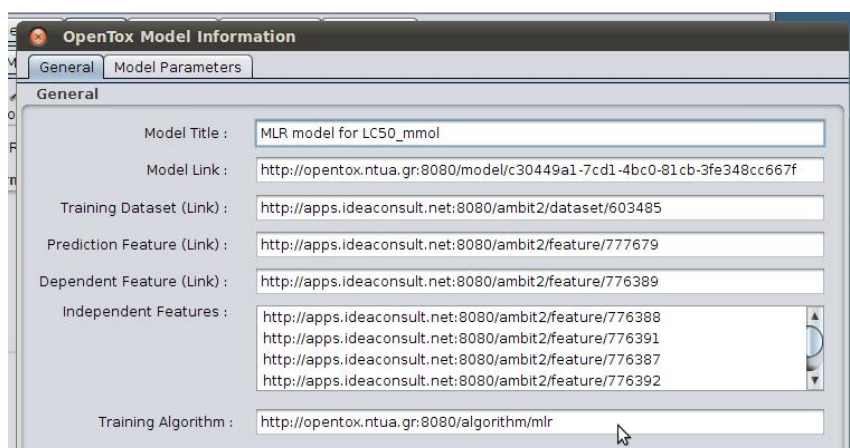 OpenTox Model Information
General
Model Parameters
General
Model Title :
MLR model for LC50_mmol
Model Link :
http://opentox.ntua.gr:8080/model/c30449a1-7cd1-4bc0-81cb-3fe348cc667f
Training Dataset (Link) :
http://apps.ideaconsult.net:8080/ambit2/dataset/603485
Prediction Feature (Link) :
http://apps.ideaconsult.net:8080/ambit2/feature/777679
Dependent Feature (Link) :
http://apps.ideaconsult.net:8080/ambit2/feature/776389
Independent Features :
http://apps.ideaconsult.net:8080/ambit2/feature/776388
http://apps.ideaconsult.net:8080/ambit2/feature/776391
http://apps.ideaconsult.net:8080/ambit2/feature/776387
http://apps.ideaconsult.net:8080/ambit2/feature/776392
Training Algorithm :
http://opentox.ntua.gr:8080/algorithm/mlr